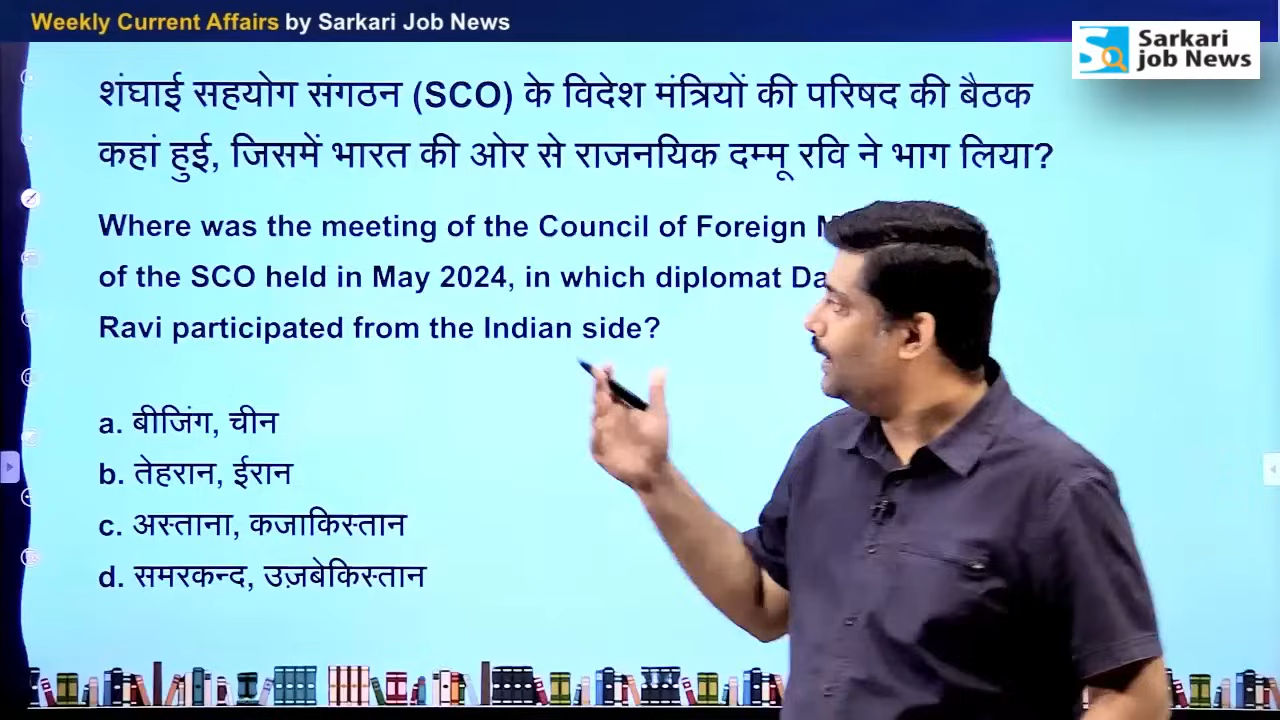 Weekly Current Affairs by Sarkari Job News
Sarkari
job News
शंघाई सहयोग संगठन (SCO) के विदेश मंत्रियों की परिषद की बैठक
कहां हुई, जिसमें भारत की ओर से राजनयिक दम्मू रवि ने भाग लिया?
Where was the meeting of the Council of Foreign
of the SCO held in May 2024, in which diplomat
Ravi participated from the Indian side?
a. बीजिंग, चीन
b. तेहरान, ईरान
c. अस्ताना, कजाकिस्तान
d. समरकन्द, उज़बेकिस्तान